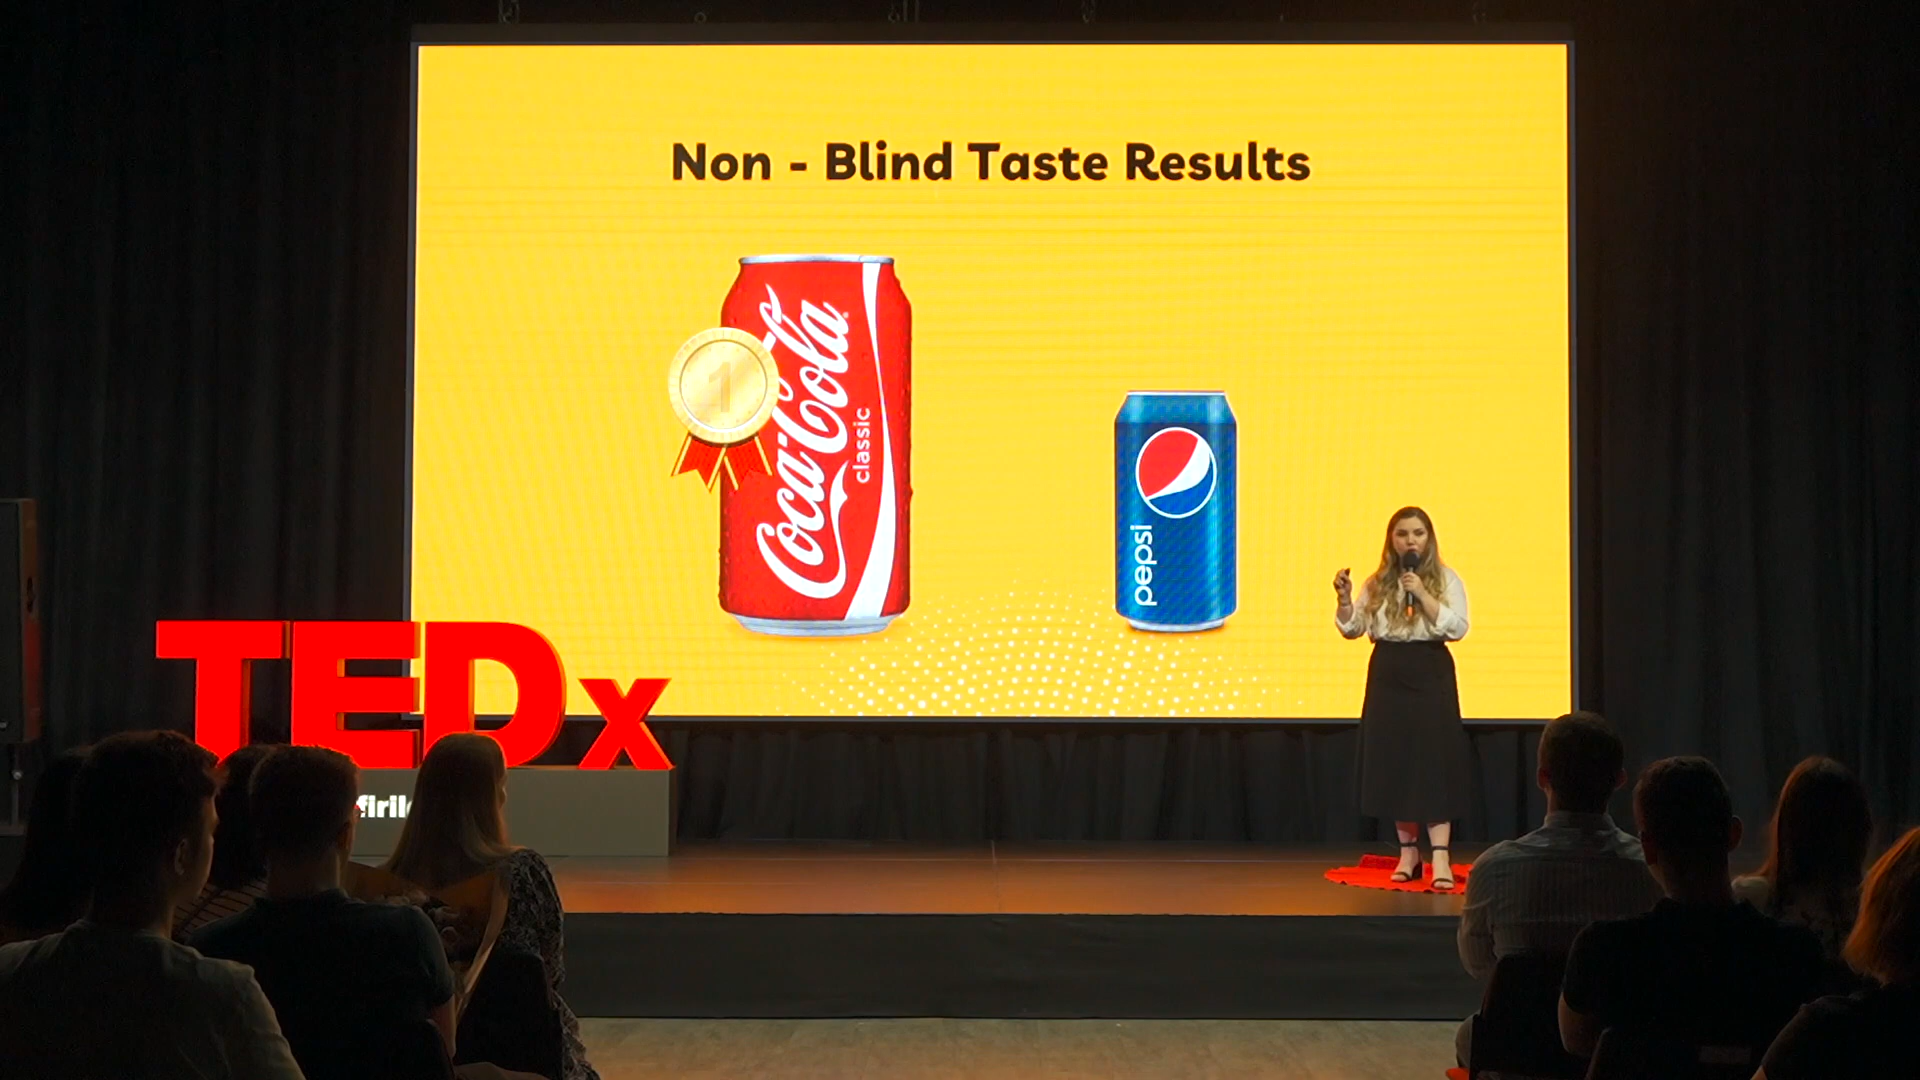 Non - Blind Taste Results
1
Coca-Cola
classic
pepsi
TEDx